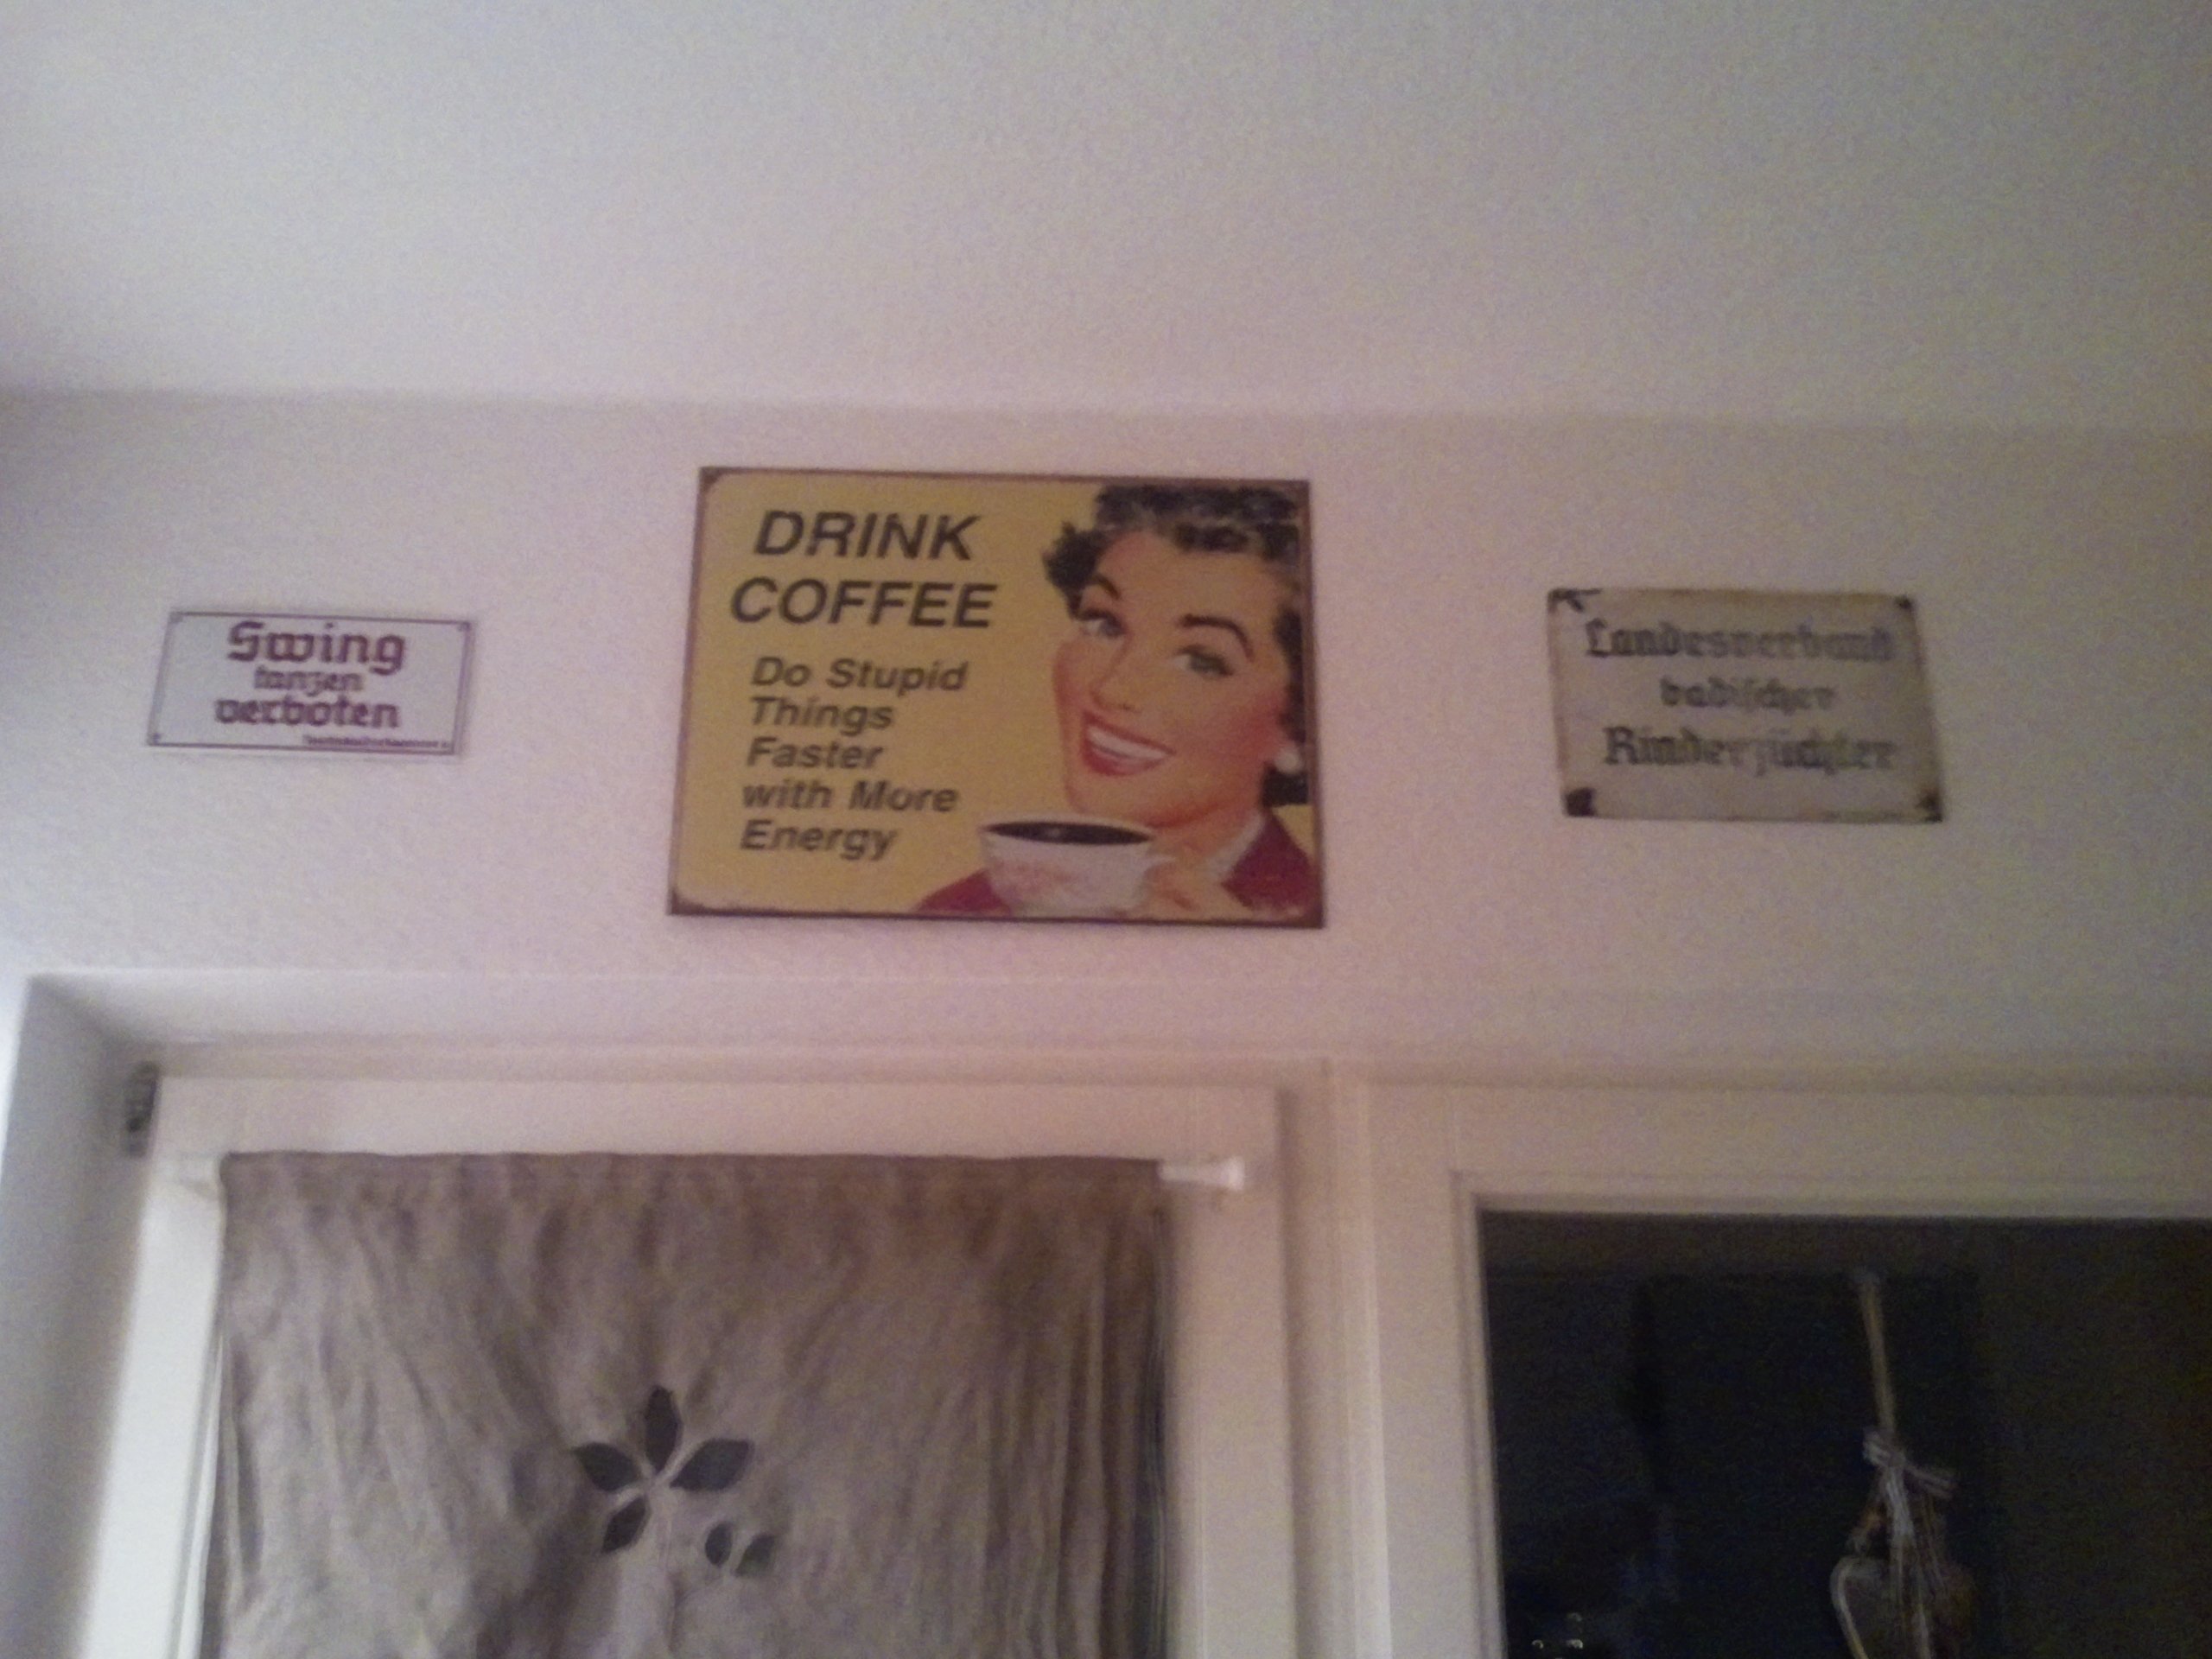 Swing
tanzen
verboten
DRINK
COFFEE
Do Stupid
Things
Faster
with More
Energy
Landesverband
badischer
Rinderzüchter